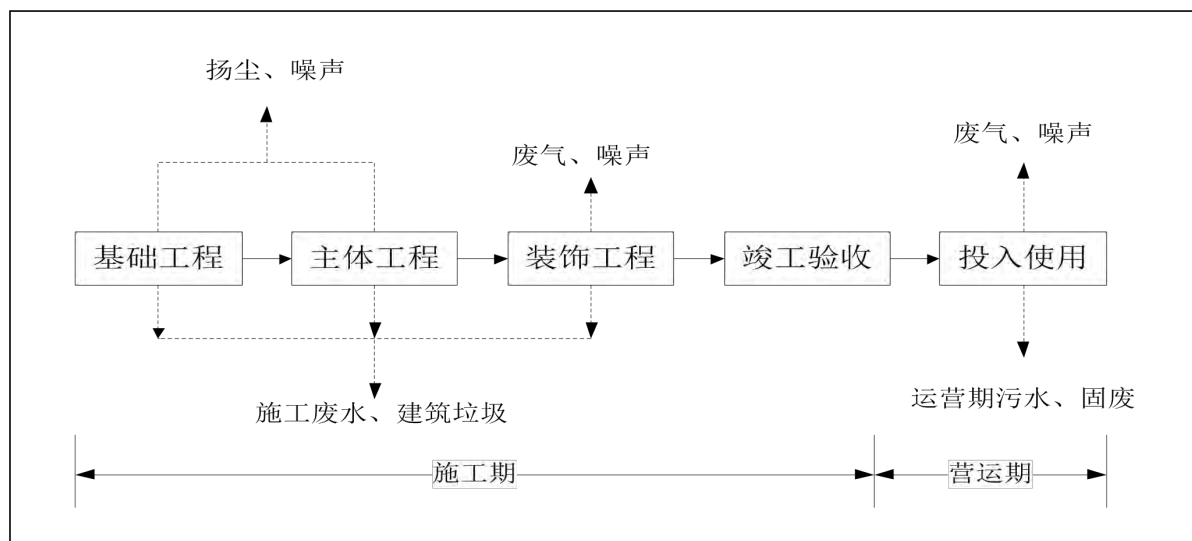 扬尘、噪声
废气、噪声
废气、噪声
基础工程
主体工程
装饰工程
竣工验收
投入使用
施工废水、建筑垃圾
运营期污水、固废
施工期
营运期